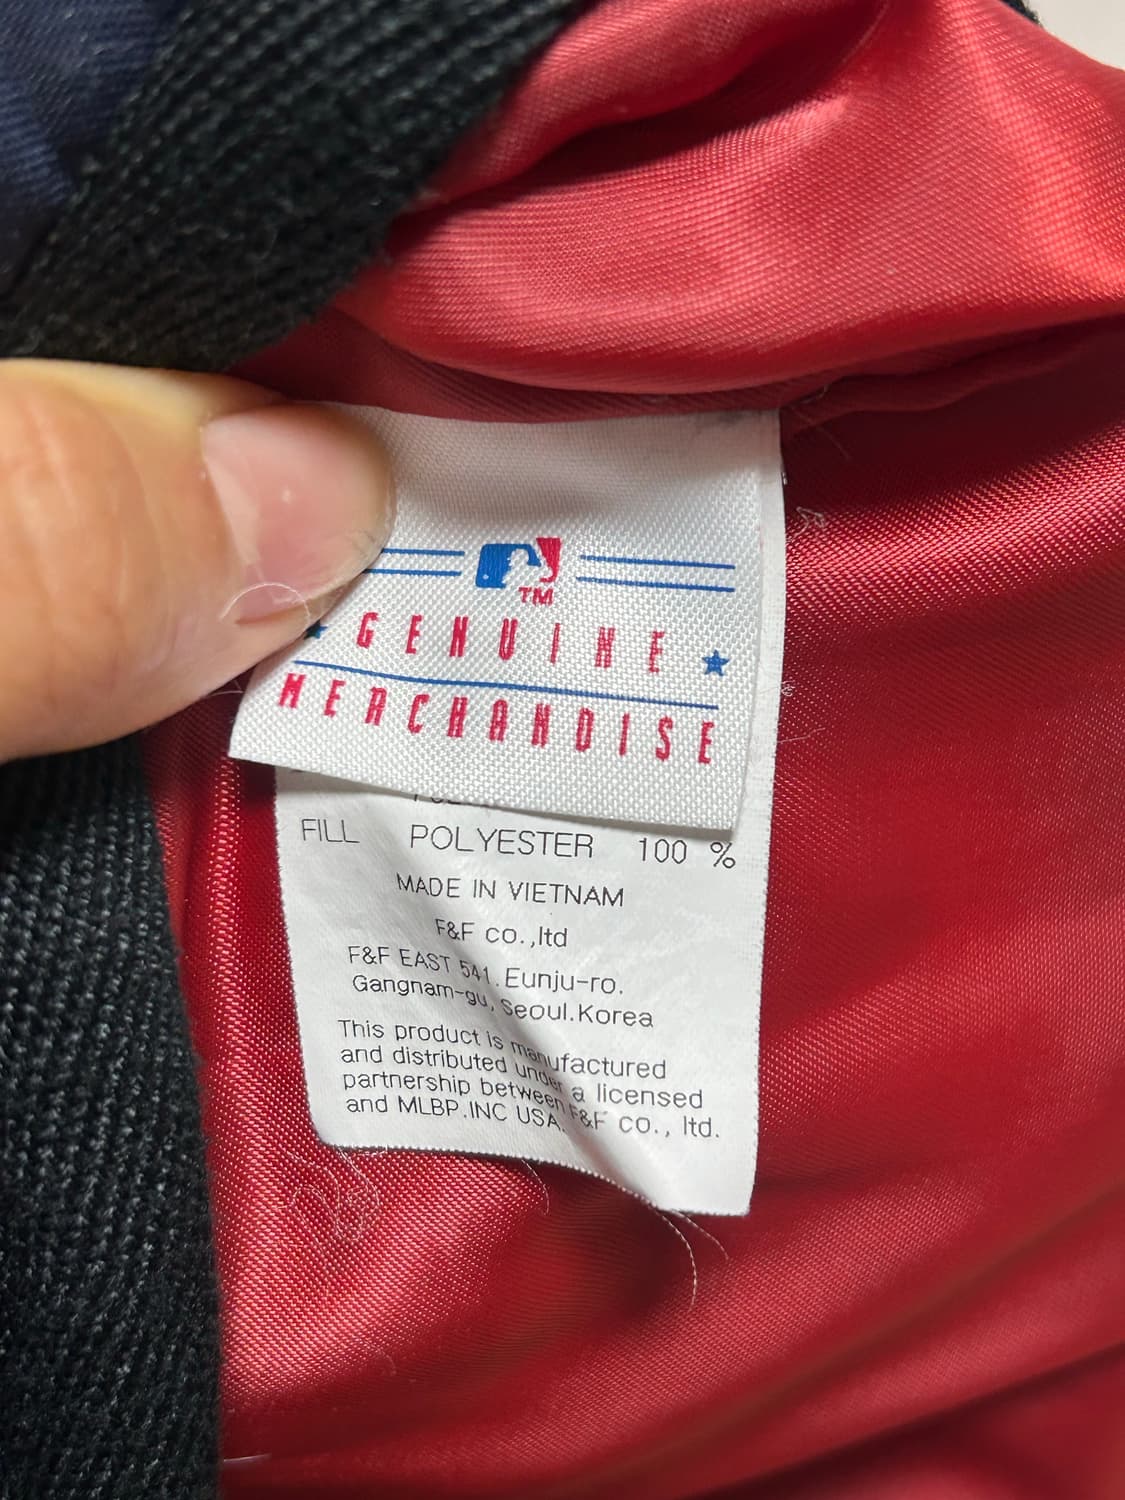 TM
★ GENUINE ★
MERCHANDISE
FILL POLYESTER 100 %
MADE IN VIETNAM
F&F co.,ltd
F&F EAST 541.Eunju-ro.
Gangnam-gu, Seoul.Korea
This product is manufactured
and distributed under a licensed
partnership between F&F co., ltd.
and MLBP.INC USA.